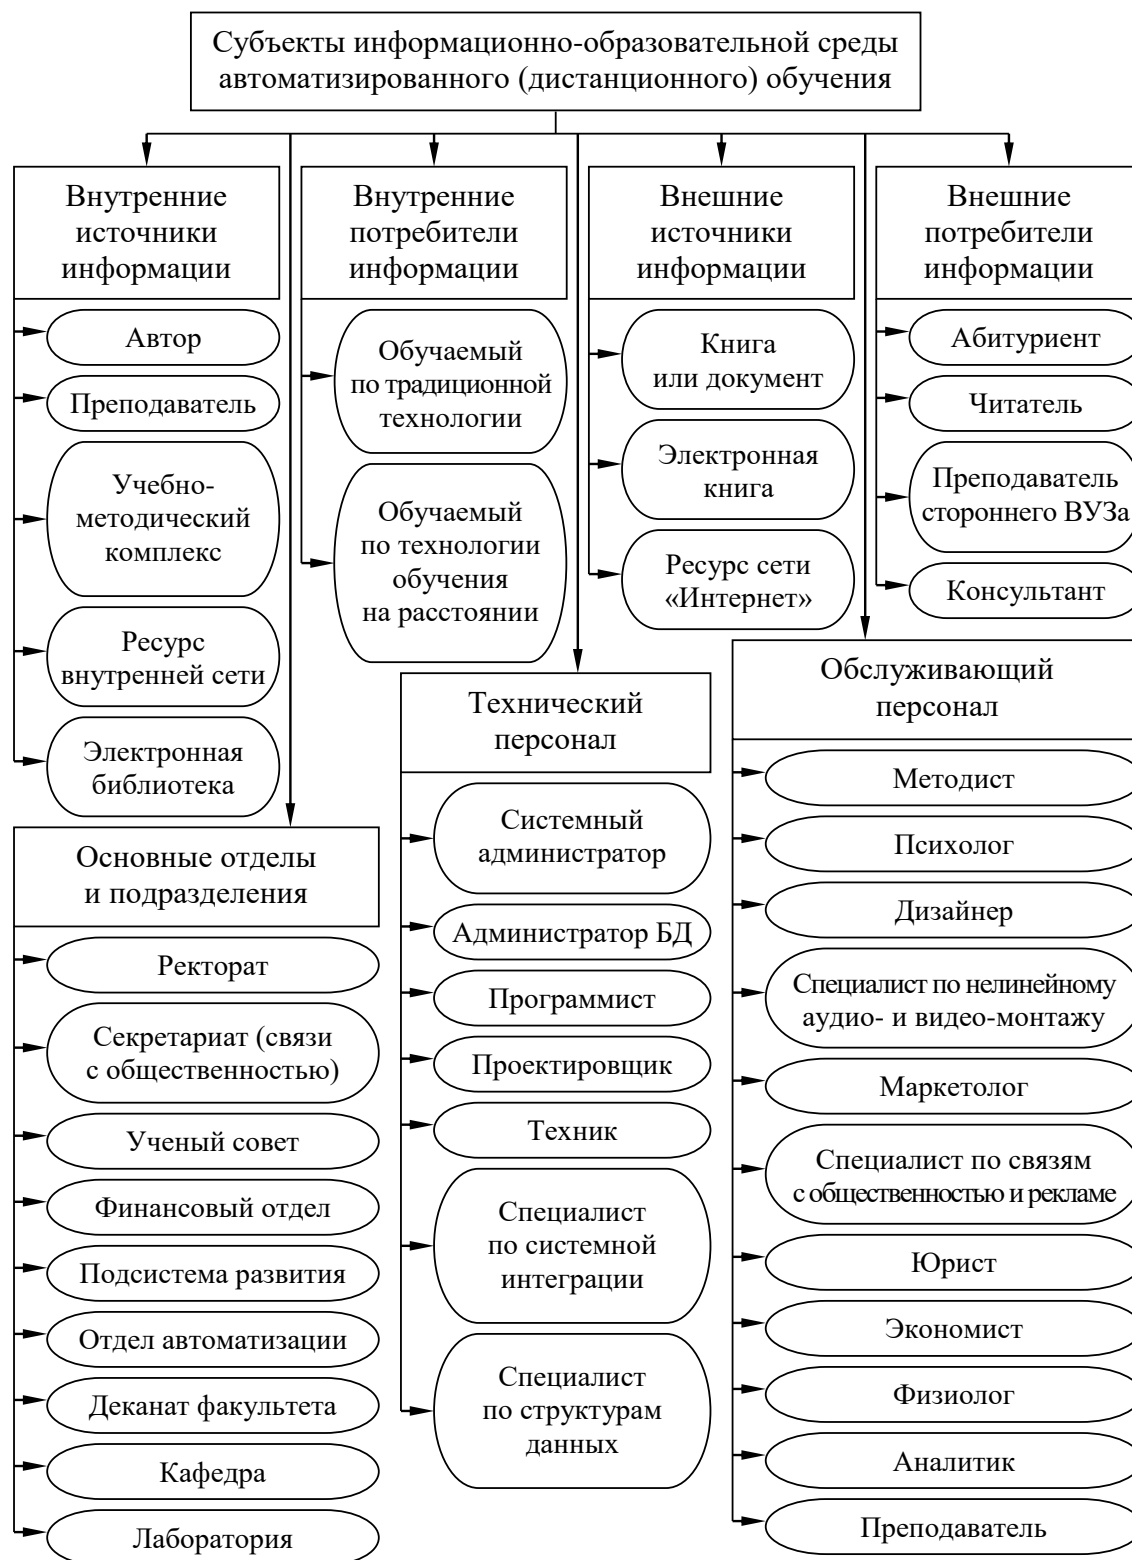 Субъекты информационно-образовательной среды
автоматизированного (дистанционного) обучения
Внутренние
источники
информации
Автор
Преподаватель
Учебно-
методический
комплекс
Ресурс
внутренней сети
Электронная
библиотека
Внутренние
потребители
информации
Обучаемый
по традиционной
технологии
Обучаемый
по технологии
обучения
на расстоянии
Внешние
источники
информации
Книга
или документ
Электронная
книга
Ресурс сети
«Интернет»
Внешние
потребители
информации
Абитуриент
Читатель
Преподаватель
стороннего ВУЗа
Консультант
Основные отделы
и подразделения
Ректорат
Секретариат (связи
с общественностью)
Ученый совет
Финансовый отдел
Подсистема развития
Отдел автоматизации
Деканат факультета
Кафедра
Лаборатория
Технический
персонал
Системный
администратор
Администратор БД
Программист
Проектировщик
Техник
Специалист
по системной
интеграции
Специалист
по структурам
данных
Обслуживающий
персонал
Методист
Психолог
Дизайнер
Специалист по нелинейному
аудио- и видео-монтажу
Маркетолог
Специалист по связям
с общественностью и рекламе
Юрист
Экономист
Физиолог
Аналитик
Преподаватель